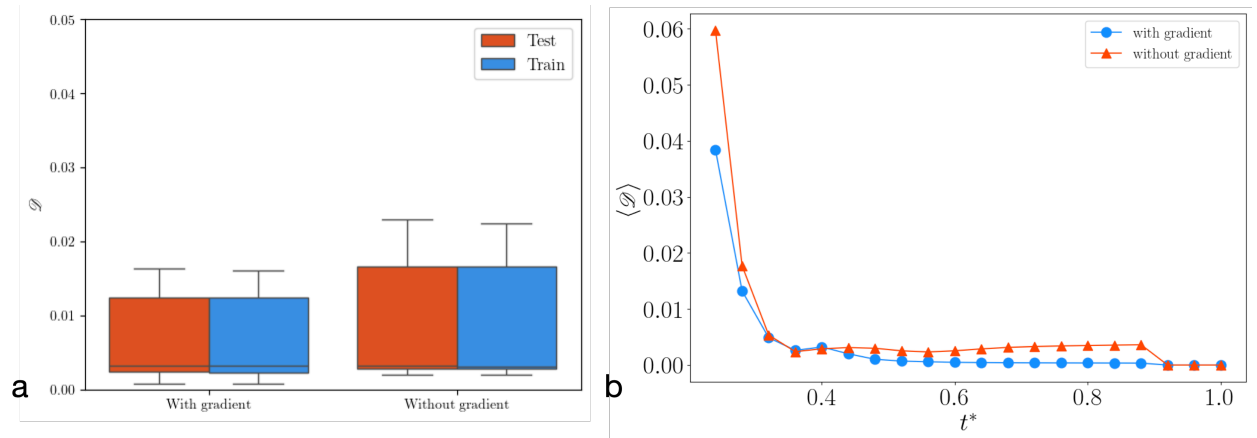 0.05
0.04
0.03
0.02
0.01
0.00
𝒟
Test
Train
With gradient
Without gradient
a
0.06
0.05
0.04
0.03
0.02
0.01
0.00
⟨𝒟⟩
with gradient
without gradient
0.4 0.6 0.8 1.0
t*
b